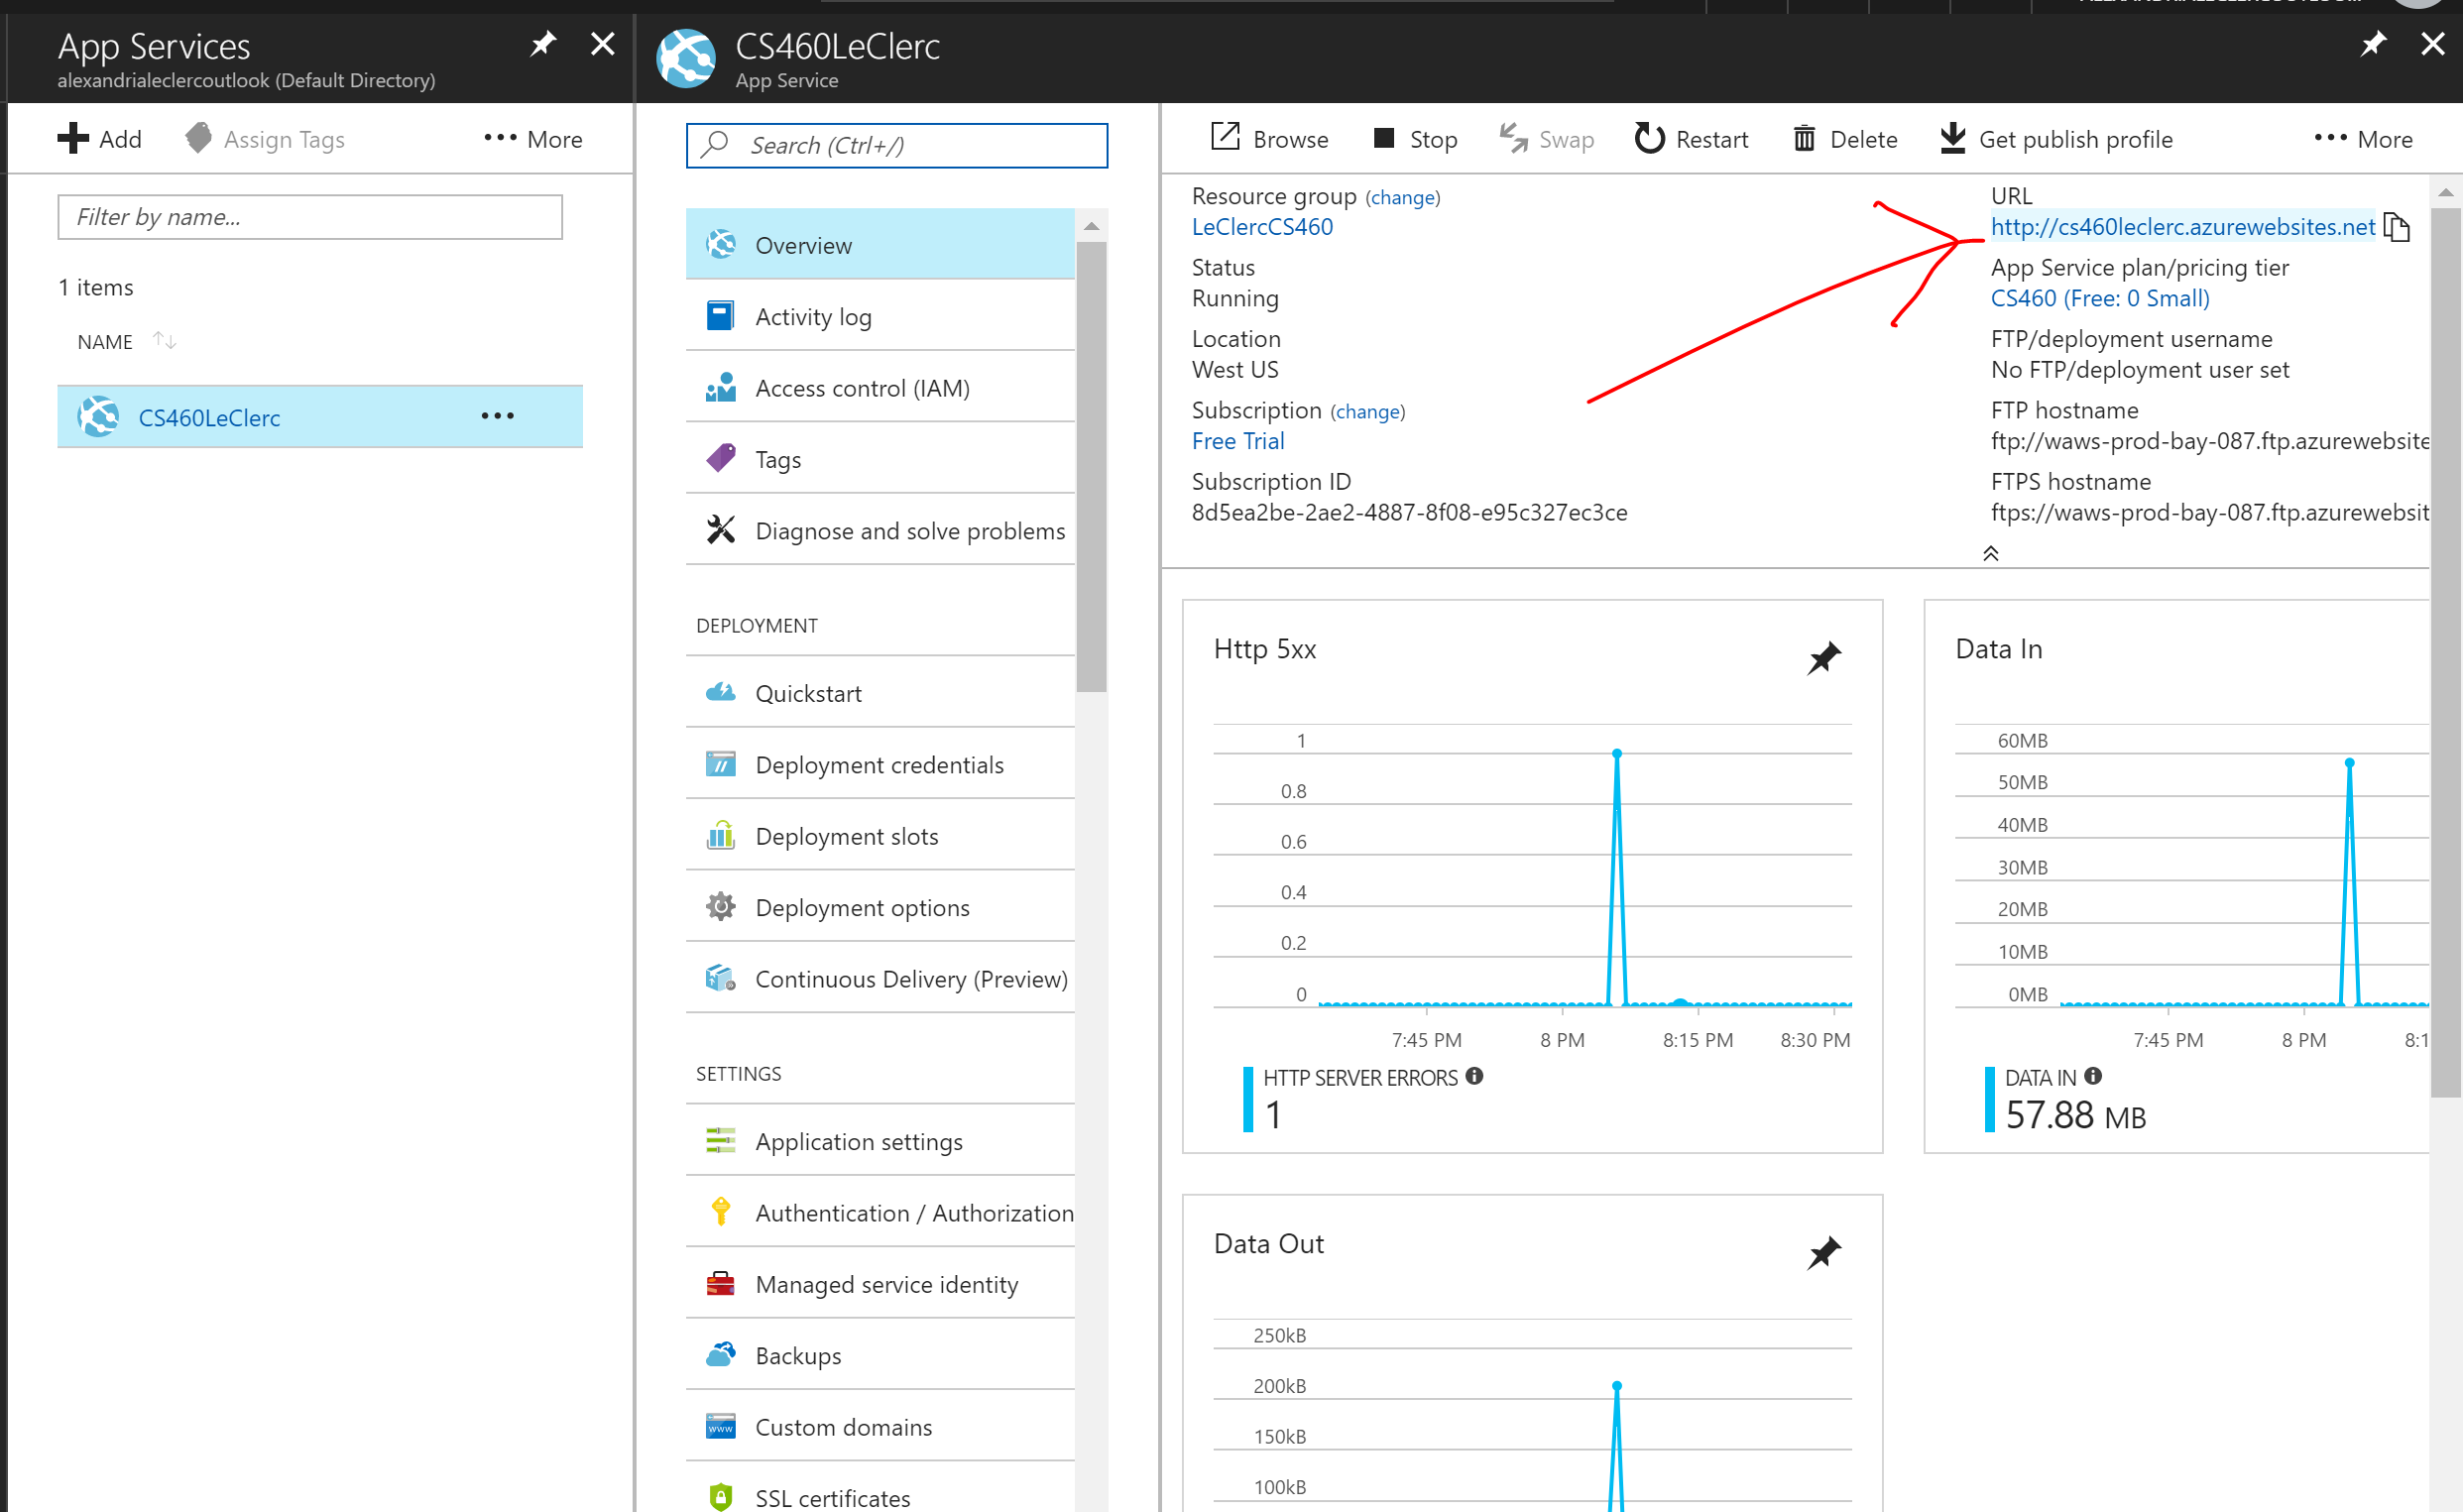 App Services
alexandrialeclercoutlook (Default Directory)
Add
Assign Tags
More
Filter by name...
1 items
NAME
CS460LeClerc
CS460LeClerc
App Service
Search (Ctrl+/)
Overview
Activity log
Access control (IAM)
Tags
Diagnose and solve problems
DEPLOYMENT
Quickstart
Deployment credentials
Deployment slots
Deployment options
Continuous Delivery (Preview)
SETTINGS
Application settings
Authentication / Authorization
Managed service identity
Backups
Custom domains
SSL certificates
Browse
Stop
Swap
Restart
Delete
Get publish profile
More
Resource group (change)
LeClercCS460
Status
Running
Location
West US
Subscription (change)
Free Trial
Subscription ID
8d5ea2be-2ae2-4887-8f08-e95c327ec3ce
URL
http://cs460leclerc.azurewebsites.net
App Service plan/pricing tier
CS460 (Free: 0 Small)
FTP/deployment username
No FTP/deployment user set
FTP hostname
ftp://waws-prod-bay-087.ftp.azurewebsite
FTPS hostname
ftps://waws-prod-bay-087.ftp.azurewebsit
Http 5xx
1
0.8
0.6
0.4
0.2
0
7:45 PM
8 PM
8:15 PM
8:30 PM
HTTP SERVER ERRORS
1
Data In
60MB
50MB
40MB
30MB
20MB
10MB
0MB
7:45 PM
8 PM
8:1
DATA IN
57.88 MB
Data Out
250kB
200kB
150kB
100kB